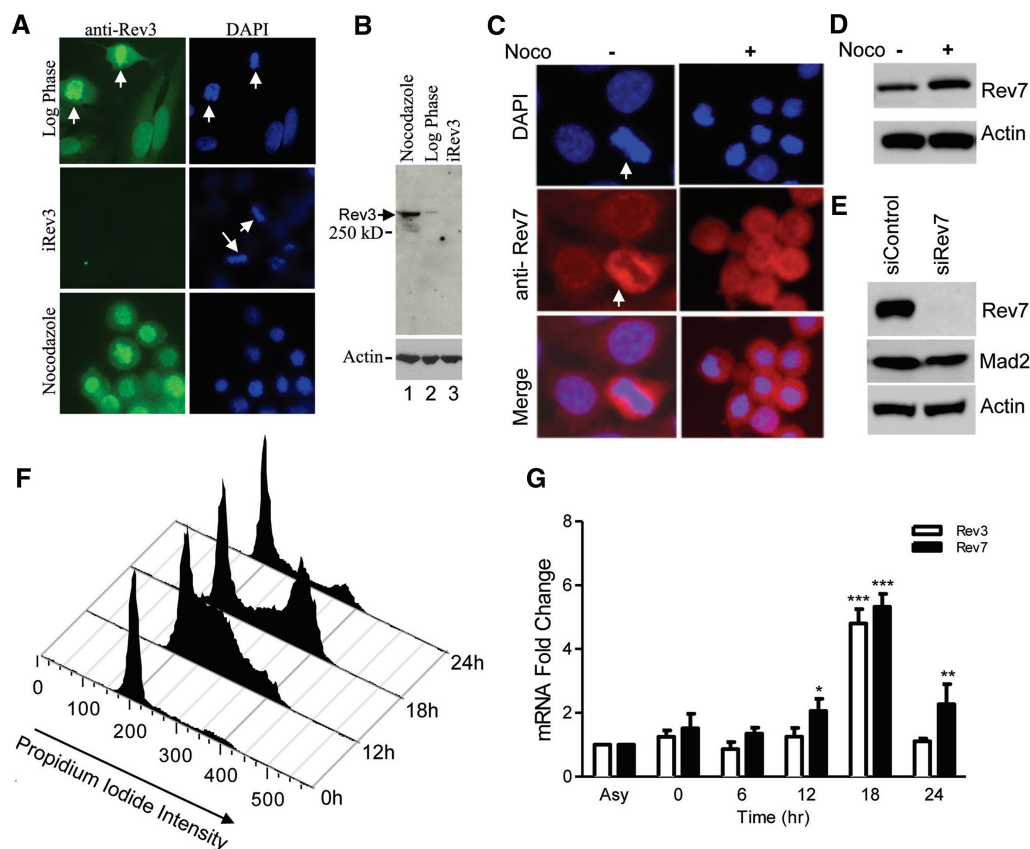 A
anti-Rev3 DAPI
Log Phase
iRev3
Nocodazole
B
Nocodazole
Log Phase
iRev3
Rev3
250 kD
Actin
1 2 3
C
Noco - +
DAPI
anti- Rev7
Merge
D
Noco - +
Rev7
Actin
E
siControl
siRev7
Rev7
Mad2
Actin
F
0 100 200 300 400 500
0h
12h
18h
24h
Propidium Iodide Intensity
G
mRNA Fold Change
8
6
4
2
0
Rev3
Rev7
*
***
***
**
Asy 0 6 12 18 24
Time (hr)